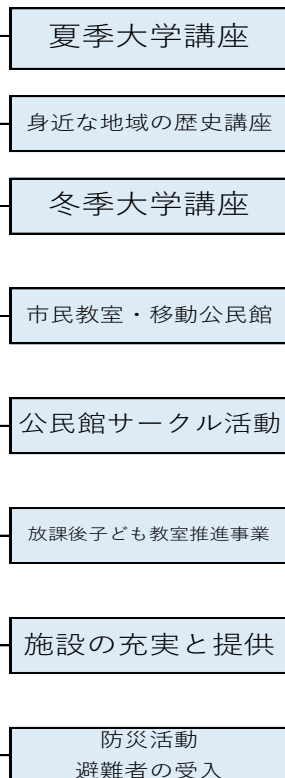 夏季大学講座
身近な地域の歴史講座
冬季大学講座
市民教室・移動公民館
公民館サークル活動
放課後子ども教室推進事業
施設の充実と提供
防災活動
避難者の受入